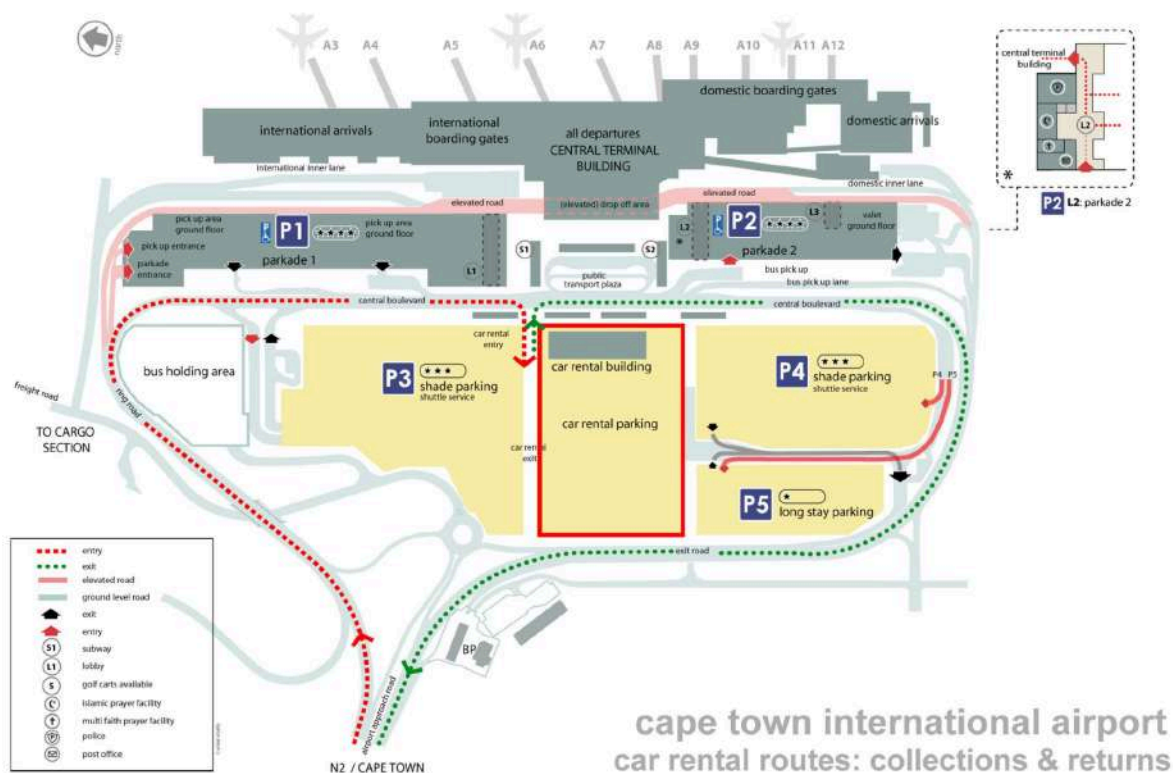 north
A3
A4
A5
A6
A7
A8
A9
A10
A11
A12
international arrivals
international
boarding gates
all departures
CENTRAL TERMINAL
BUILDING
domestic boarding gates
domestic arrivals
international inner lane
domestic inner lane
elevated road
(elevated) drop off area
elevated road
central terminal
building
L2
*
P2 L2: parkade 2
pick up area
ground floor
P1
pick up area
ground floor
pick up entrance
parkade
entrance
parkade 1
L1
S1
S2
public
transport plaza
L2
*
P2
L3
parkade 2
valet
ground floor
bus pick up
bus pick up lane
central boulevard
central boulevard
car rental
entry
bus holding area
P3
shade parking
shuttle service
car rental building
car rental parking
car rental
exit
P4
shade parking
shuttle service
P4 P5
P5
long stay parking
freight road
TO CARGO
SECTION
ring road
exit road
BP
airport approach road
N2 / CAPE TOWN
entry
exit
elevated road
ground level road
exit
entry
S1 subway
L1 lobby
S golf carts available
C islamic prayer facility
multi faith prayer facility
P police
post office
cape town international airport
car rental routes: collections & returns